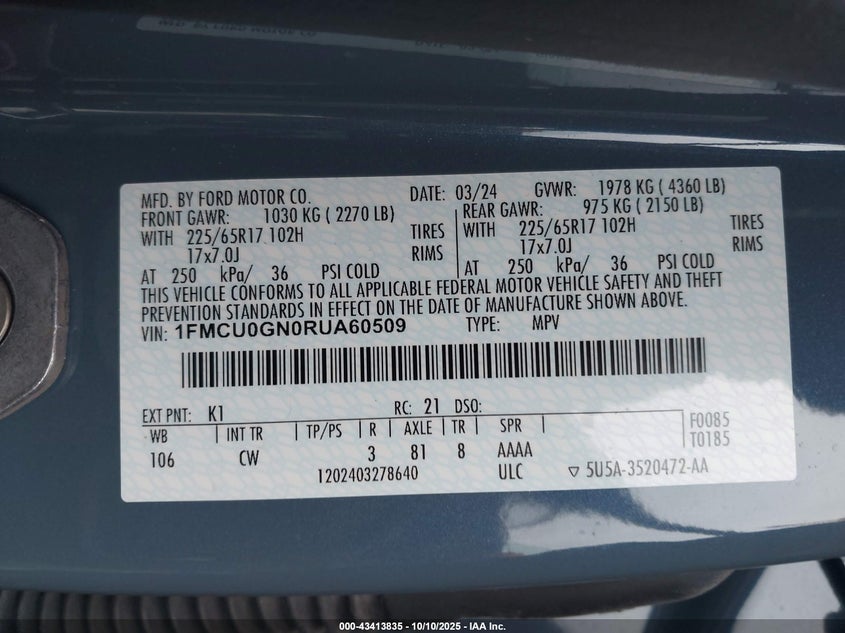 MFD. BY FORD MOTOR CO. DATE: 03/24 GVWR: 1978 KG ( 4360 LB)
FRONT GAWR: 1030 KG ( 2270 LB) REAR GAWR: 975 KG ( 2150 LB)
WITH 225/65R17 102H TIRES WITH 225/65R17 102H TIRES
17x7.0J RIMS 17x7.0J RIMS
AT 250 kPa/ 36 PSI COLD AT 250 kPa/ 36 PSI COLD
THIS VEHICLE CONFORMS TO ALL APPLICABLE FEDERAL MOTOR VEHICLE SAFETY AND THEFT
PREVENTION STANDARDS IN EFFECT ON THE DATE OF MANUFACTURE SHOWN ABOVE.
VIN: 1FMCU0GN0RUA60509 TYPE: MPV
EXT PNT: K1 RC: 21 DSO: F0085
WB INT TR TP/PS R AXLE TR SPR T0185
106 CW 3 81 8 AAAA
1202403278640 ULC ▽ 5U5A-3520472-AA
000-43413835 - 10/10/2025 - IAA Inc.